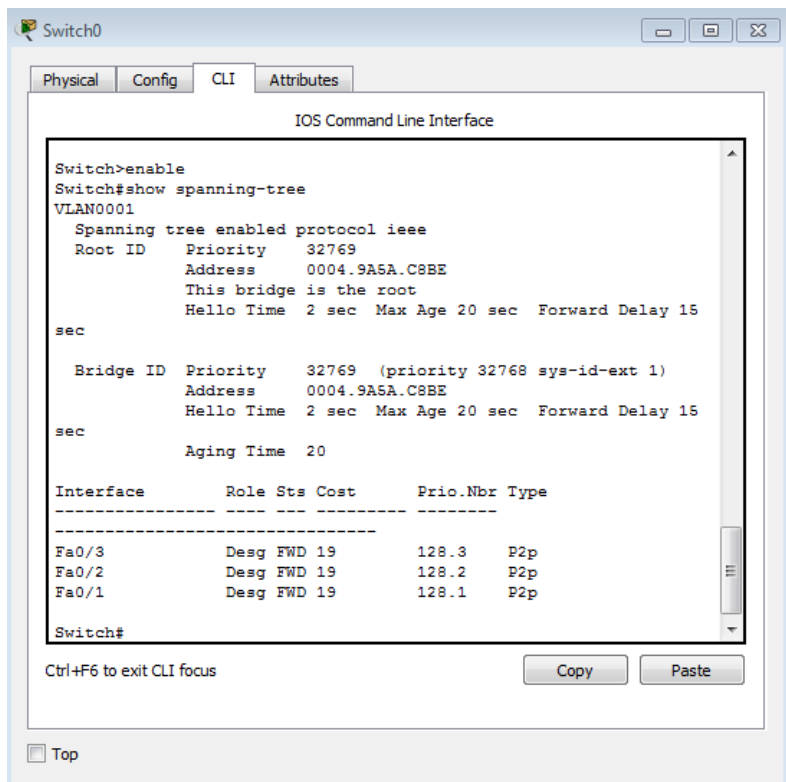 Switch0
Physical Config CLI Attributes
IOS Command Line Interface
Switch>enable
Switch#show spanning-tree
VLAN0001
  Spanning tree enabled protocol ieee
  Root ID    Priority    32769
             Address     0004.9A5A.C8BE
             This bridge is the root
             Hello Time  2 sec  Max Age 20 sec  Forward Delay 15
sec
  Bridge ID  Priority    32769  (priority 32768 sys-id-ext 1)
             Address     0004.9A5A.C8BE
             Hello Time  2 sec  Max Age 20 sec  Forward Delay 15
sec
             Aging Time  20
Interface        Role Sts Cost      Prio.Nbr Type
---------------- ---- --- --------- --------
--------------------------------
Fa0/3            Desg FWD 19        128.3    P2p
Fa0/2            Desg FWD 19        128.2    P2p
Fa0/1            Desg FWD 19        128.1    P2p
Switch#
Ctrl+F6 to exit CLI focus
Copy Paste
Top